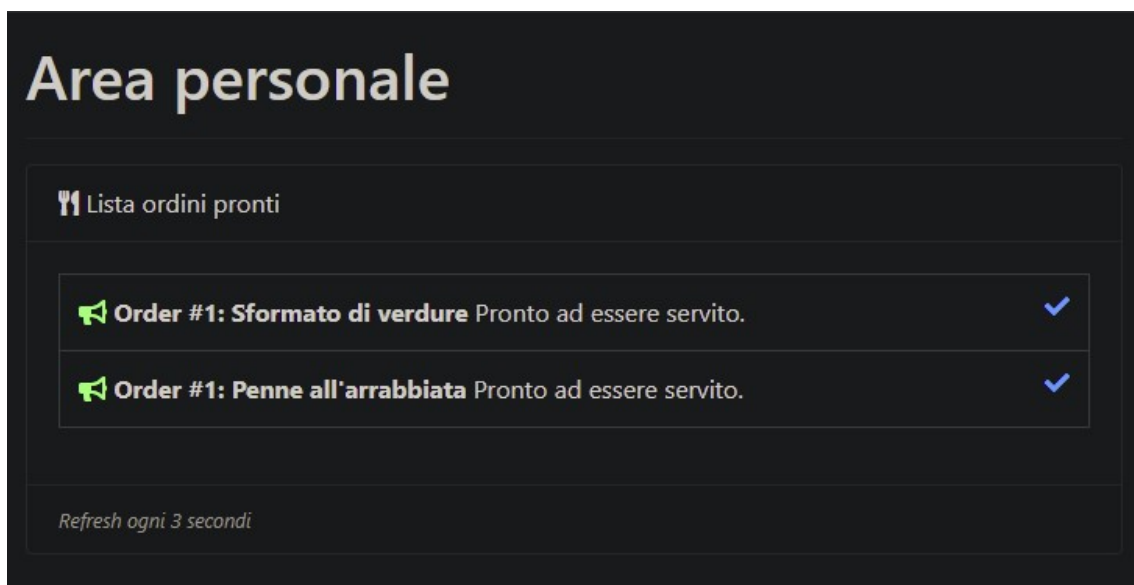 Area personale
Lista ordini pronti
Order #1: Sformato di verdure Pronto ad essere servito.
Order #1: Penne all'arrabbiata Pronto ad essere servito.
Refresh ogni 3 secondi